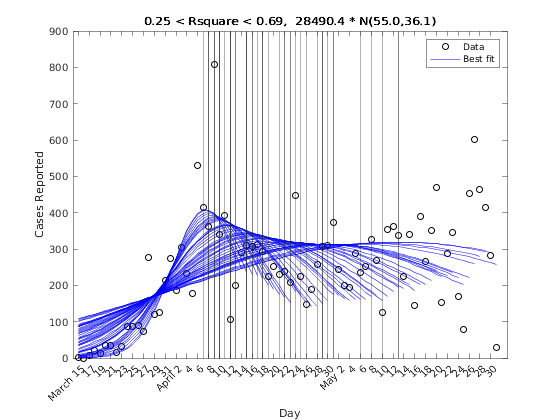 0.25 < Rsquare < 0.69, 28490.4 * N(55.0,36.1)
Data
Best fit
Cases Reported
900
800
700
600
500
400
300
200
100
0
March 15 17 19 21 23 25 27 29 31 April 2 4 6 8 10 12 14 16 18 20 22 24 26 28 30 May 2 4 6 8 10 12 14 16 18 20 22 24 26 28 30
Day